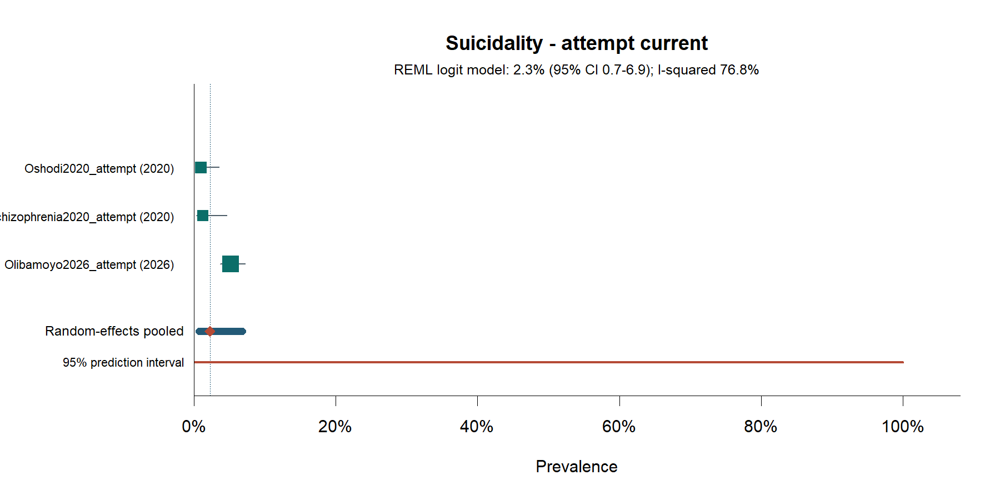 Suicidality - attempt current
REML logit model: 2.3% (95% CI 0.7-6.9); I-squared 76.8%
Oshodi2020_attempt (2020)
chizophrenia2020_attempt (2020)
Olibamoyo2026_attempt (2026)
Random-effects pooled
95% prediction interval
0% 20% 40% 60% 80% 100%
Prevalence